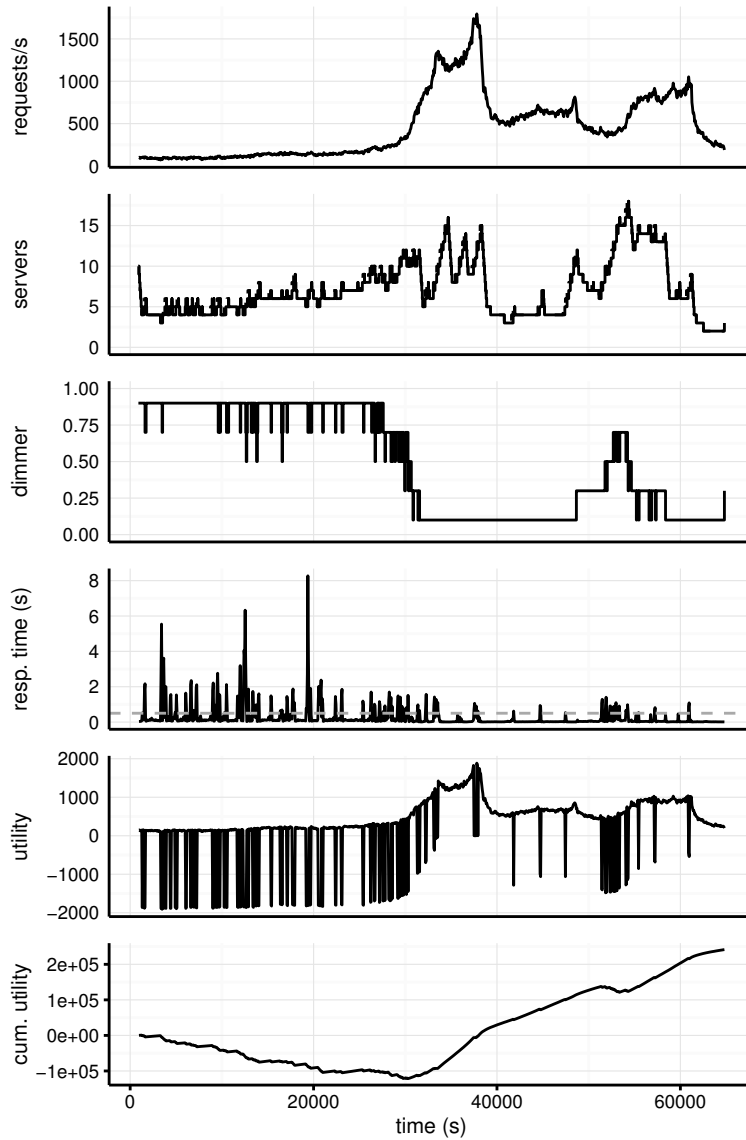 requests/s
1500
1000
500
0
servers
15
10
5
0
dimmer
1.00
0.75
0.50
0.25
0.00
resp. time (s)
8
6
4
2
0
utility
2000
1000
0
−1000
−2000
cum. utility
2e+05
1e+05
0e+00
−1e+05
0 20000 40000 60000
time (s)